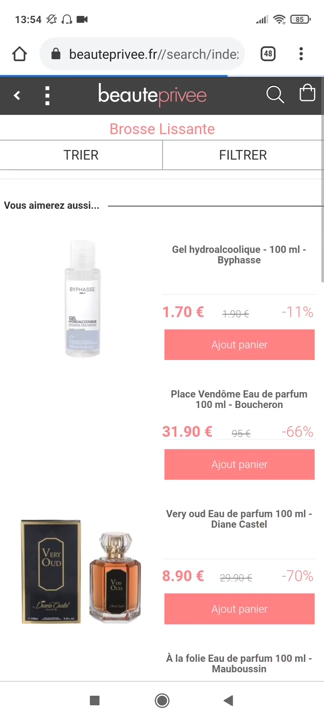 13:54 85
beauteprivee.fr//search/inde: 48
beauteprivee
Brosse Lissante
TRIER FILTRER
Vous aimerez aussi...
Gel hydroalcoolique - 100 ml -
Byphasse
BYPHASSE
GEL
HYDROALCOOLIQUE
1.70 € 1.90 € -11%
Ajout panier
Place Vendôme Eau de parfum
100 ml - Boucheron
31.90 € 95 € -66%
Ajout panier
Very oud Eau de parfum 100 ml -
Diane Castel
VERY
OUD
Diane Castel
VERY
OUD
8.90 € 29.90 € -70%
Ajout panier
À la folie Eau de parfum 100 ml -
Mauboussin